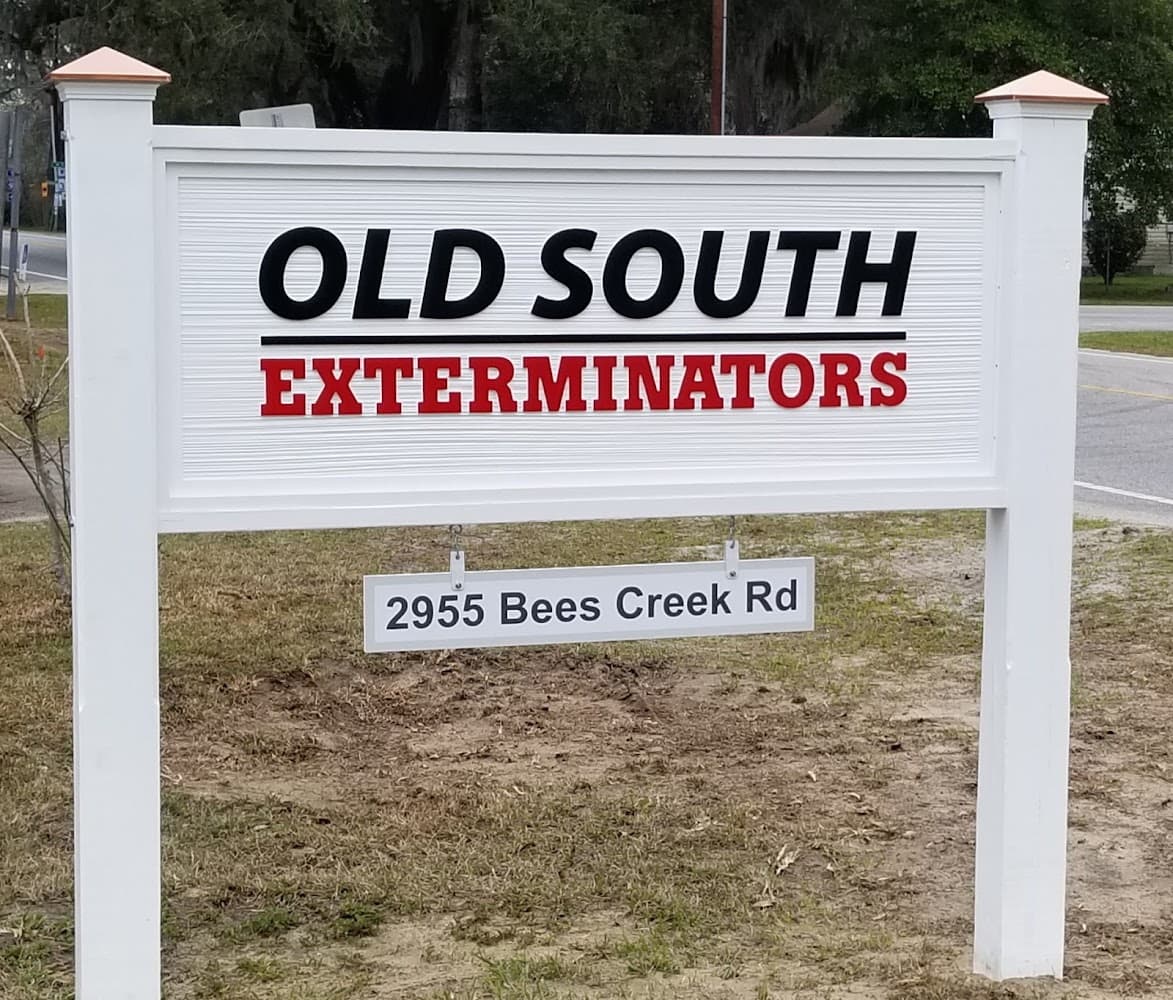 OLD SOUTH
EXTERMINATORS
2955 Bees Creek Rd